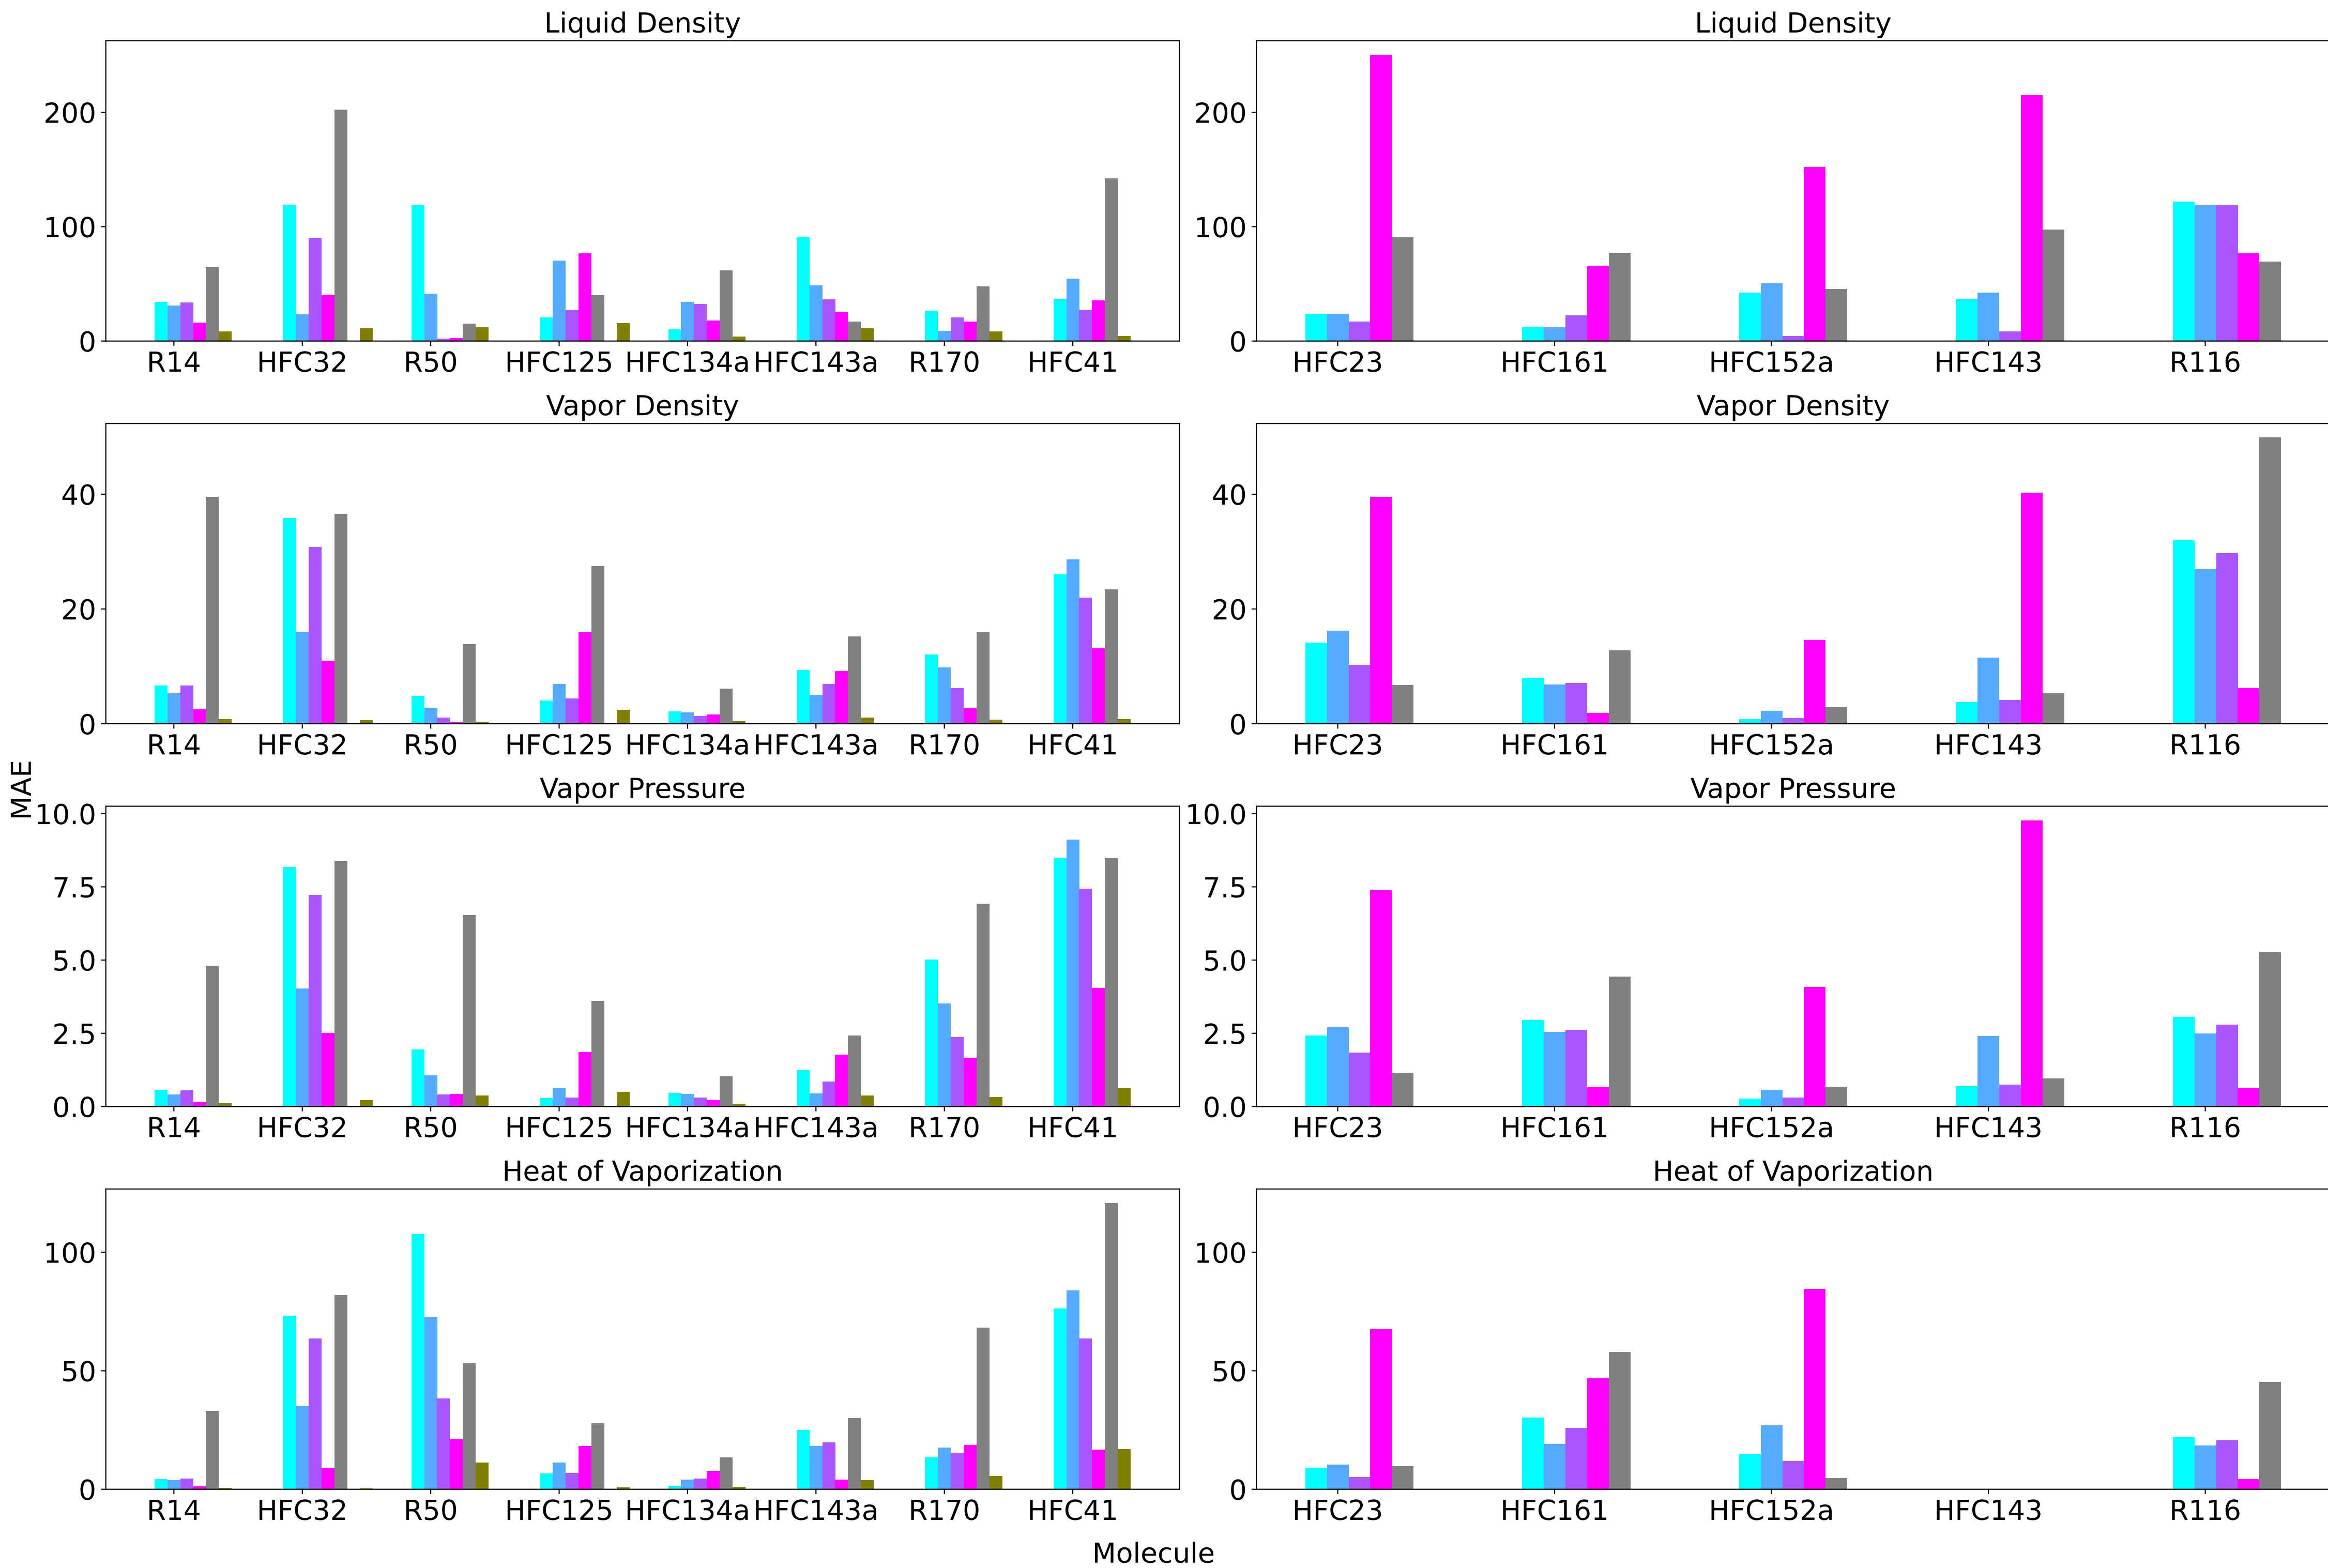 Liquid Density
Liquid Density
200
100
0
R14 HFC32 R50 HFC125 HFC134a HFC143a R170 HFC41
200
100
0
HFC23 HFC161 HFC152a HFC143 R116
Vapor Density
Vapor Density
40
20
0
R14 HFC32 R50 HFC125 HFC134a HFC143a R170 HFC41
40
20
0
HFC23 HFC161 HFC152a HFC143 R116
MAE
Vapor Pressure
Vapor Pressure
10.0
7.5
5.0
2.5
0.0
R14 HFC32 R50 HFC125 HFC134a HFC143a R170 HFC41
10.0
7.5
5.0
2.5
0.0
HFC23 HFC161 HFC152a HFC143 R116
Heat of Vaporization
Heat of Vaporization
100
50
0
R14 HFC32 R50 HFC125 HFC134a HFC143a R170 HFC41
100
50
0
HFC23 HFC161 HFC152a HFC143 R116
Molecule